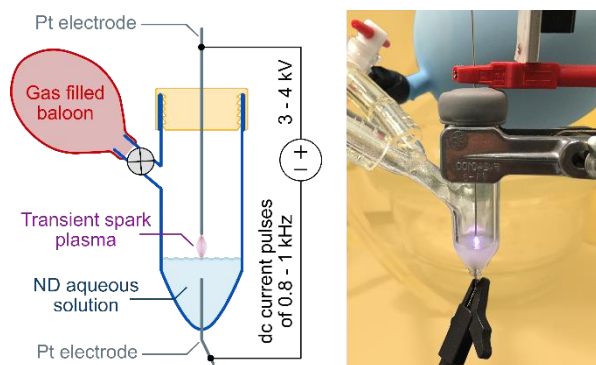 Pt electrode
Gas filled
baloon
3 - 4 kV
+
−
Transient spark
plasma
ND aqueous
solution
dc current pulses
of 0.8 - 1 kHz
Pt electrode